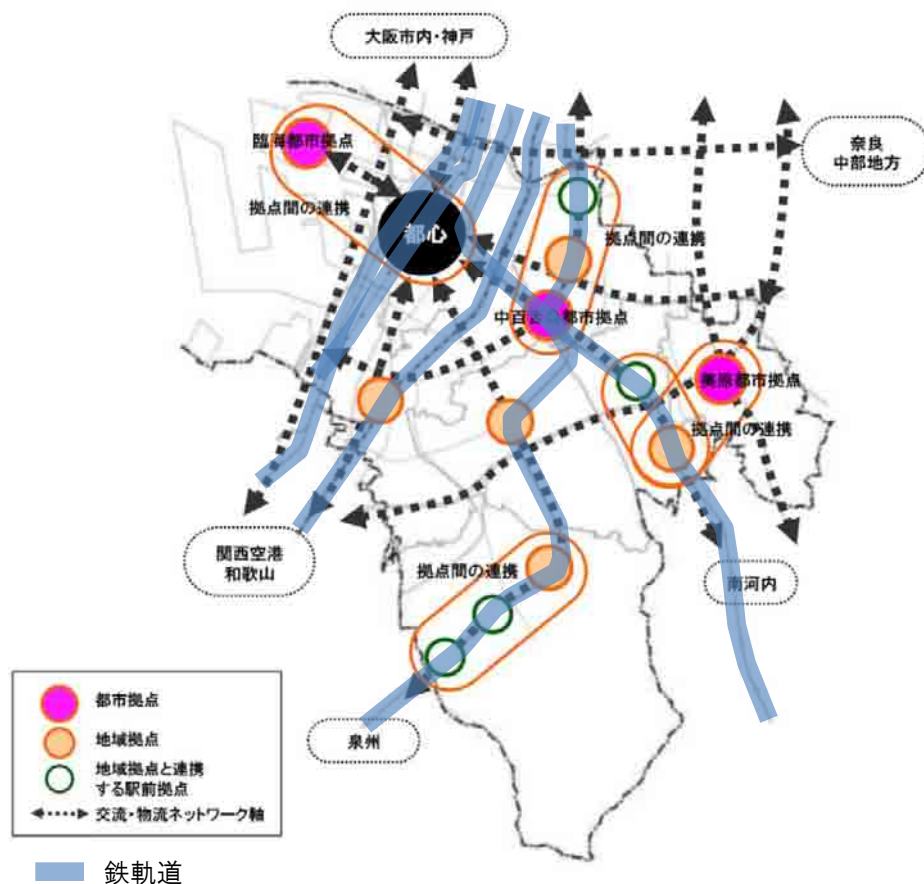 大阪市内・神戸
臨海都市拠点
奈良
中部地方
拠点間の連携
都心
拠点間の連携
中百舌鳥都市拠点
美原都市拠点
拠点間の連携
関西空港
和歌山
拠点間の連携
南河内
泉州
都市拠点
地域拠点
地域拠点と連携
する駅前拠点
交流・物流ネットワーク軸
鉄軌道